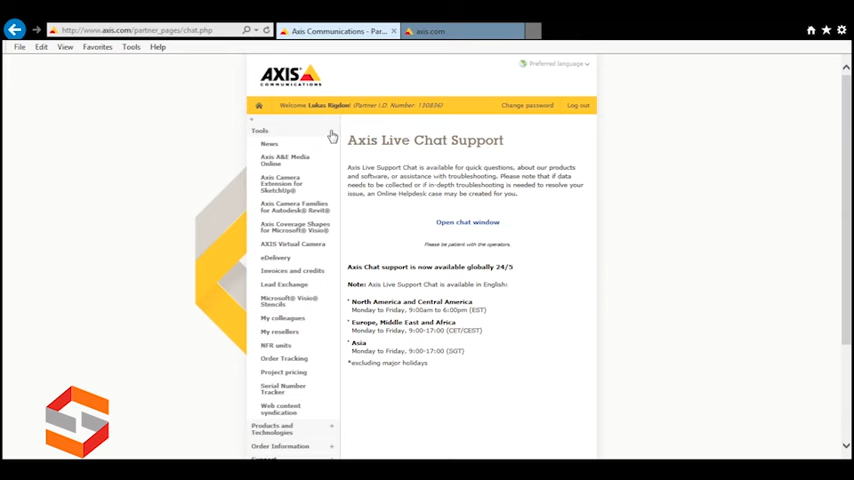 http://www.axis.com/partner_pages/chat.php
Axis Communications - Par...
axis.com
File Edit View Favorites Tools Help
AXIS
COMMUNICATIONS
Preferred language
Welcome Lukas Rigdon! (Partner I.D. Number: 130836)
Change password
Log out
Tools
News
Axis A&E Media
Online
Axis Camera
Extension for
SketchUp®
Axis Camera Families
for Autodesk® Revit®
Axis Coverage Shapes
for Microsoft® Visio®
AXIS Virtual Camera
eDelivery
Invoices and credits
Lead Exchange
Microsoft® Visio®
Stencils
My colleagues
My resellers
NFR units
Order Tracking
Project pricing
Serial Number
Tracker
Web content
syndication
Products and
Technologies
Order Information
Axis Live Chat Support
Axis Live Support Chat is available for quick questions, about our products
and software, or assistance with troubleshooting. Please note that if data
needs to be collected or if in-depth troubleshooting is needed to resolve your
issue, an Online Helpdesk case may be created for you.
Open chat window
Please be patient with the operators.
Axis Chat support is now available globally 24/5
Note: Axis Live Support Chat is available in English:
* North America and Central America
Monday to Friday, 9:00am to 6:00pm (EST)
* Europe, Middle East and Africa
Monday to Friday, 9:00-17:00 (CET/CEST)
* Asia
Monday to Friday, 9:00-17:00 (SGT)
*excluding major holidays